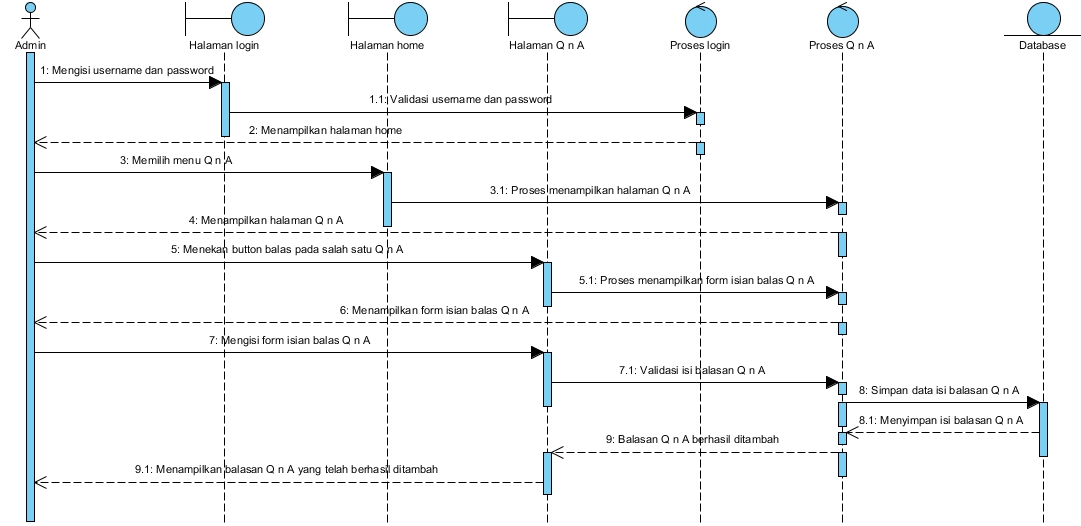 Admin
Halaman login
Halaman home
Halaman Q n A
Proses login
Proses Q n A
Database
1: Mengisi username dan password
1.1: Validasi username dan password
2: Menampilkan halaman home
3: Memilih menu Q n A
3.1: Proses menampilkan halaman Q n A
4: Menampilkan halaman Q n A
5: Menekan button balas pada salah satu Q n A
5.1: Proses menampilkan form isian balas Q n A
6: Menampilkan form isian balas Q n A
7: Mengisi form isian balas Q n A
7.1: Validasi isi balasan Q n A
8: Simpan data isi balasan Q n A
8.1: Menyimpan isi balasan Q n A
9: Balasan Q n A berhasil ditambah
9.1: Menampilkan balasan Q n A yang telah berhasil ditambah